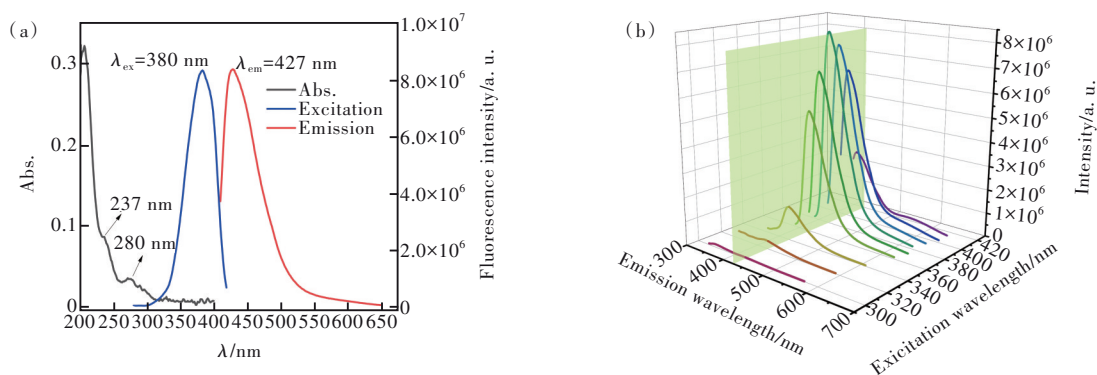 (a)
λex=380 nm
λem=427 nm
Abs.
Excitation
Emission
237 nm
280 nm
0.3
0.2
0.1
0
Abs.
200 250 300 350 400 450 500 550 600 650
λ/nm
1.0×10⁷
8.0×10⁶
6.0×10⁶
4.0×10⁶
2.0×10⁶
0
Fluorescence intensity/a. u.
(b)
8×10⁶
7×10⁶
6×10⁶
5×10⁶
4×10⁶
3×10⁶
2×10⁶
1×10⁶
0
Intensity/a. u.
300
400
500
600
700
Emission wavelength/nm
420
400
380
360
340
320
300
Exicitation wavelength/nm